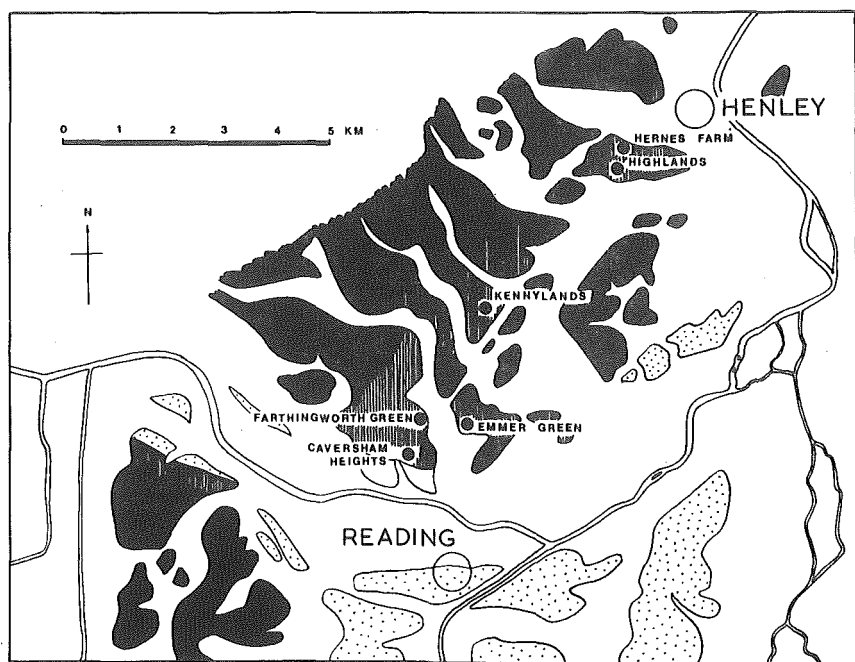 HENLEY
0 1 2 3 4 5 KM
HERNES FARM
HIGHLANDS
N
KENNYLANDS
FARTHINGWORTH GREEN
EMMER GREEN
CAVERSHAM
HEIGHTS
READING